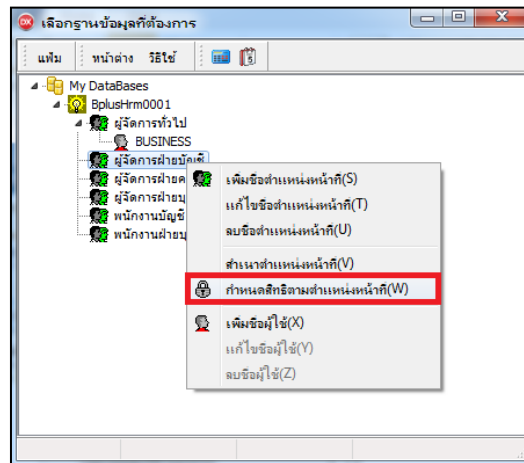 เลือกฐานข้อมูลที่ต้องการ
แฟ้ม หน้าต่าง วิธีใช้
My DataBases
BplusHrm0001
ผู้จัดการทั่วไป
BUSINESS
ผู้จัดการฝ่ายบัญชี
ผู้จัดการฝ่าย
ผู้จัดการฝ่าย
พนักงานบัญชี
พนักงานฝ่าย
เพิ่มชื่อตำแหน่งหน้าที่(S)
แก้ไขชื่อตำแหน่งหน้าที่(T)
ลบชื่อตำแหน่งหน้าที่(U)
สำเนาตำแหน่งหน้าที่(V)
กำหนดสิทธิตามตำแหน่งหน้าที่(W)
เพิ่มชื่อผู้ใช้(X)
แก้ไขชื่อผู้ใช้(Y)
ลบชื่อผู้ใช้(Z)